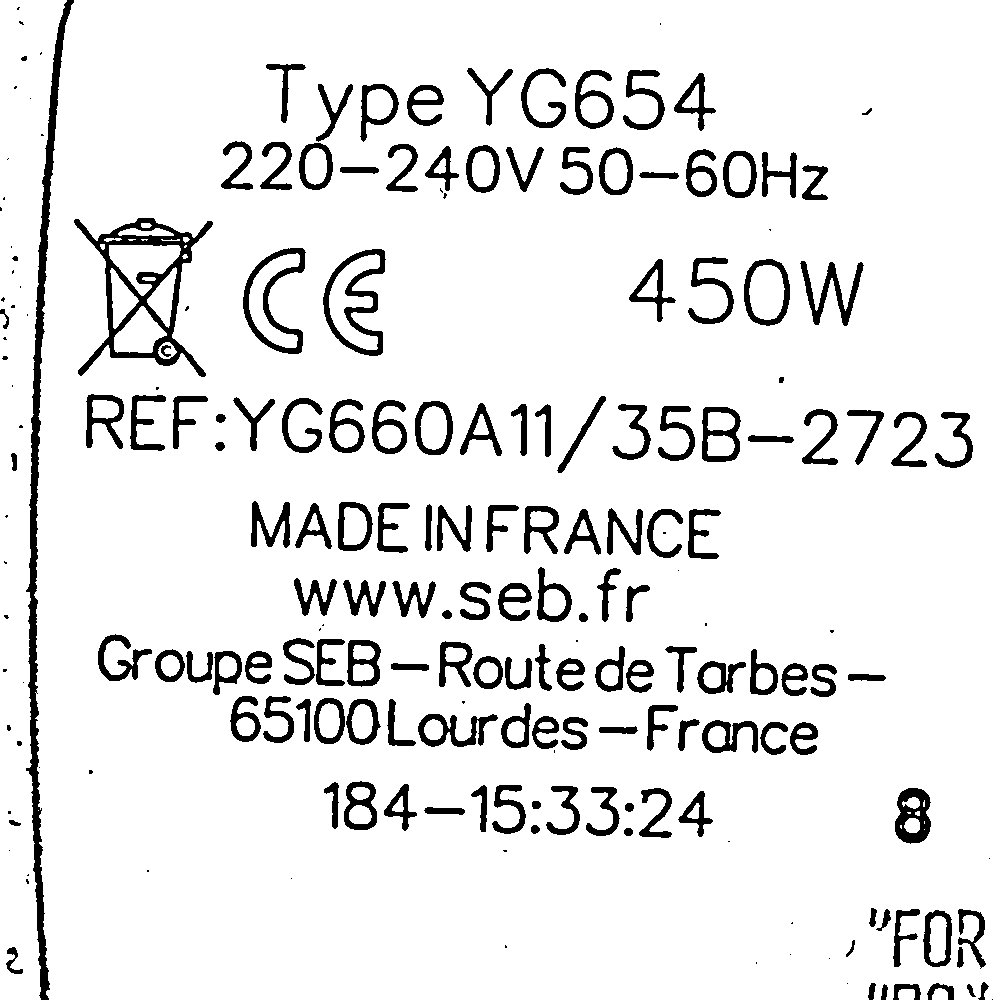 Type YG654
220-240V 50-60Hz
CE 450W
REF:YG660A11/35B-2723
MADE IN FRANCE
www.seb.fr
Groupe SEB - Route de Tarbes -
65100 Lourdes - France
184-15:33:24
8
"FOR